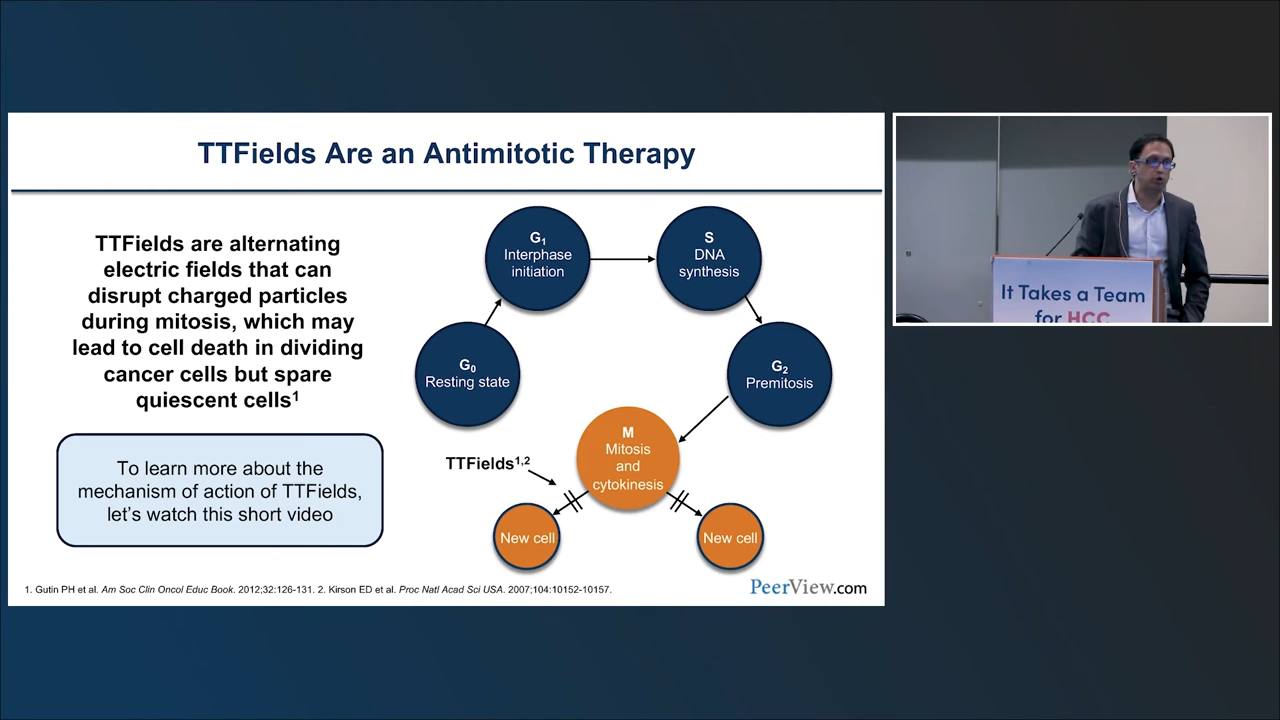 TTFields Are an Antimitotic Therapy
TTFields are alternating
electric fields that can
disrupt charged particles
during mitosis, which may
lead to cell death in dividing
cancer cells but spare
quiescent cells¹
To learn more about the
mechanism of action of TTFields,
let's watch this short video
G₁
Interphase
initiation
S
DNA
synthesis
G₀
Resting state
G₂
Premitosis
M
Mitosis
and
cytokinesis
TTFields¹,²
New cell
New cell
1. Gutin PH et al. Am Soc Clin Oncol Educ Book. 2012;32:126-131. 2. Kirson ED et al. Proc Natl Acad Sci USA. 2007;104:10152-10157.
PeerView.com
It Takes a Team
for HCC